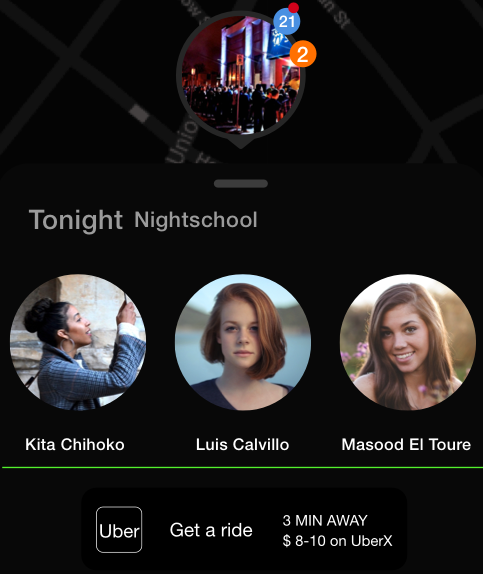 21
2
Union
Tonight Nightschool
Kita Chihoko
Luis Calvillo
Masood El Toure
Uber
Get a ride
3 MIN AWAY
$ 8-10 on UberX